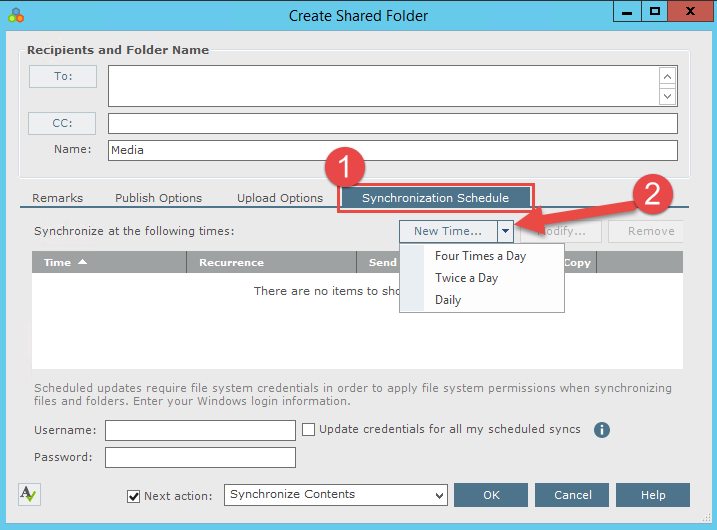 Create Shared Folder
Recipients and Folder Name
To:
CC:
Name: Media
1
Remarks Publish Options Upload Options Synchronization Schedule
2
Synchronize at the following times: New Time... odify... Remove
Time Recurrence Send Copy
Four Times a Day
Twice a Day
Daily
There are no items to sho
Scheduled updates require file system credentials in order to apply file system permissions when synchronizing
files and folders. Enter your Windows login information.
Username: Update credentials for all my scheduled syncs i
Password:
A Next action: Synchronize Contents OK Cancel Help